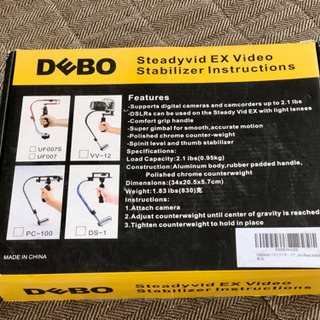 DEBO
Steadyvid EX Video
Stabilizer Instructions
UF007S
UF007
VV-12
PC-100
DS-1
Features
-Supports digital cameras and camcorders up to 2.1 lbs
-DSLRs can be used on the Steady Vid EX with light lenses
-Comfort grip handle
-Super gimbal for smooth,accurate motion
-Polished chrome counter-weight
-Spinit level and thumb stabilizer
Specifications:
Load Capacity:2.1 lbs(0.95kg)
Construction:Aluminum body,rubber padded handle,
Polished chrome counterweight
Dimensions:(34x20.5x5.7cm)
Weight:1.83 lbs(830)克
Instructions:
1.Attach camera
2.Adjust counterweight until center of gravity is reached
3.Tighten counterweight to hold in place
MADE IN CHINA
DEBO
Steadyvid EX Video
Stabilizer Instructions